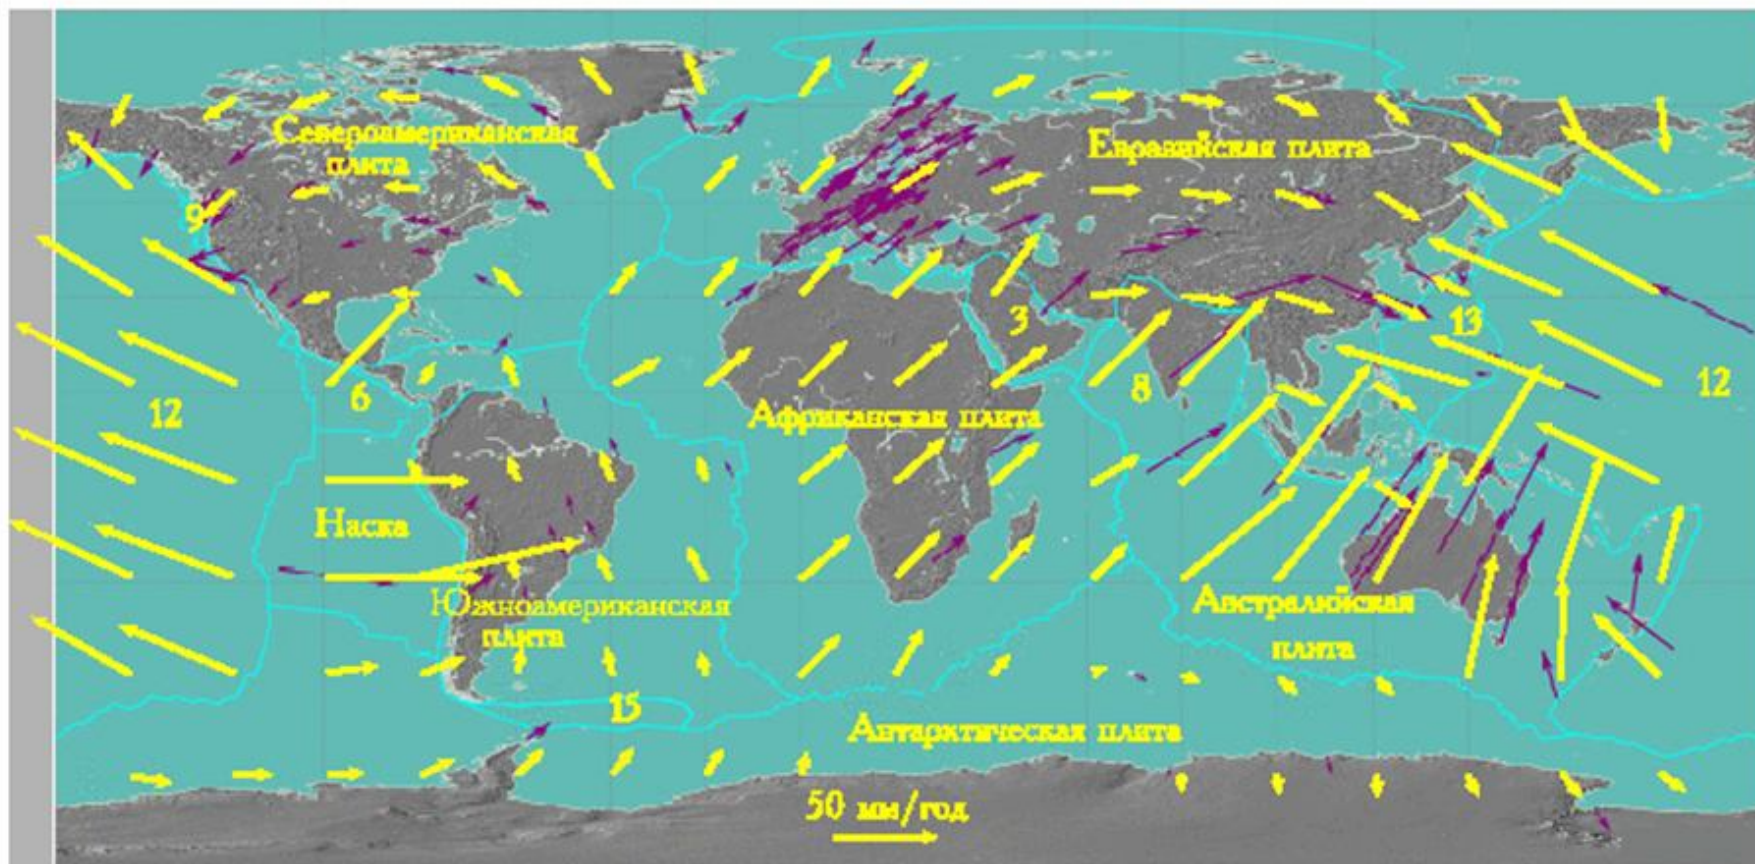 Североамериканская
плита
Евразийская плита
9
3
13
12
6
8
12
Африканская плита
Наска
Южноамериканская
плита
Австралийская
плита
15
Антарктическая плита
50 мм/год